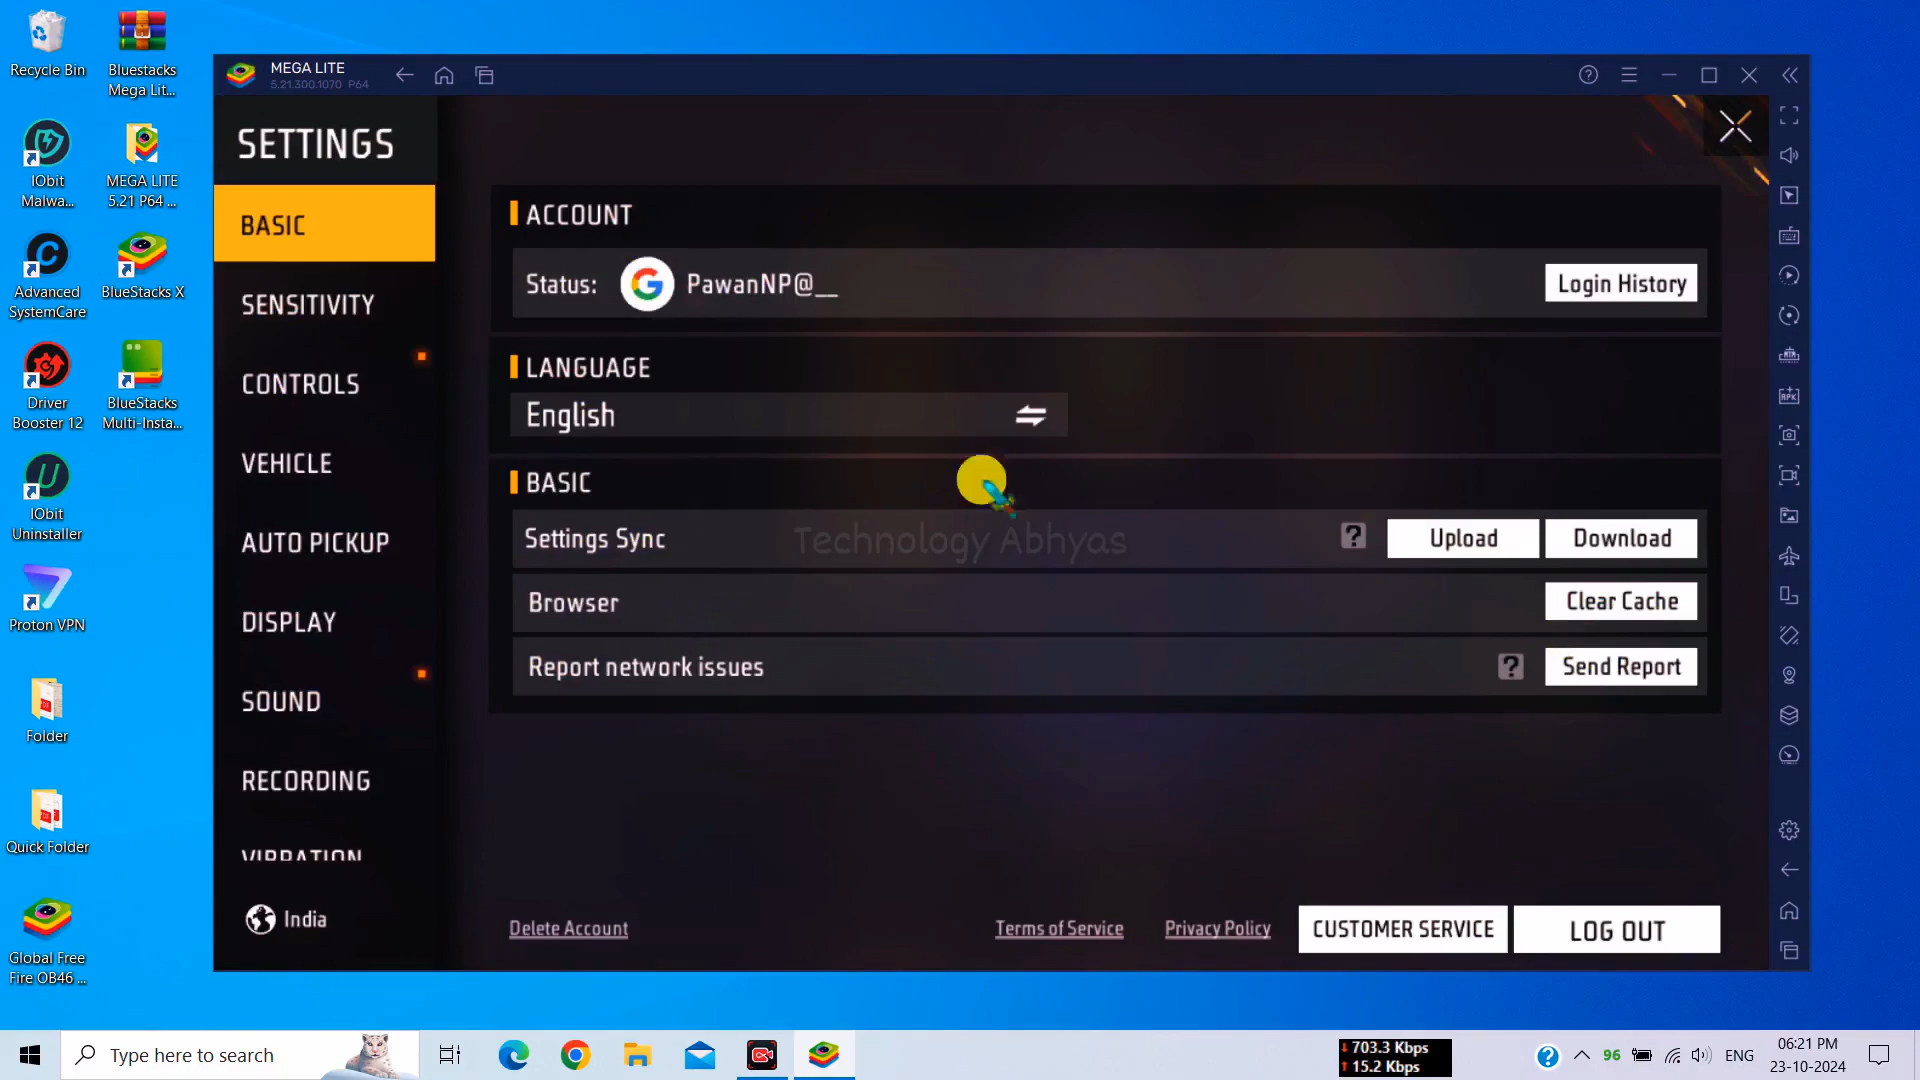 Recycle Bin
Bluestacks
Mega Lit...
IObit
Malwa...
MEGA LITE
5.21 P64 ...
Advanced
SystemCare
BlueStacks X
Driver
Booster 12
BlueStacks
Multi-Insta...
IObit
Uninstaller
Proton VPN
Folder
Quick Folder
Global Free
Fire OB46 ...
MEGA LITE
5.21.300.1070 P64
SETTINGS
BASIC
SENSITIVITY
CONTROLS
VEHICLE
AUTO PICKUP
DISPLAY
SOUND
RECORDING
VIBRATION
India
ACCOUNT
Status: PawanNP@__
Login History
LANGUAGE
English
BASIC
Settings Sync
Technology Abhyas
? Upload Download
Browser
Clear Cache
Report network issues
? Send Report
Delete Account
Terms of Service
Privacy Policy
CUSTOMER SERVICE
LOG OUT
APK
Type here to search
703.3 Kbps
15.2 Kbps
96
ENG
06:21 PM
23-10-2024